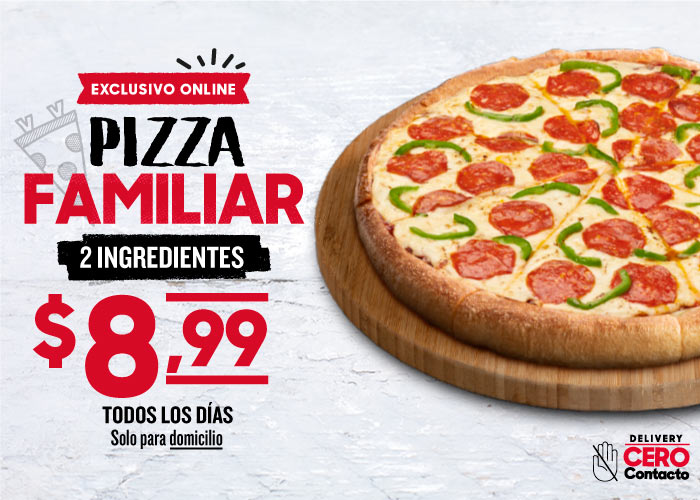 EXCLUSIVO ONLINE
PIZZA
FAMILIAR
2 INGREDIENTES
$8,99
TODOS LOS DÍAS
Solo para domicilio
DELIVERY
CERO
Contacto